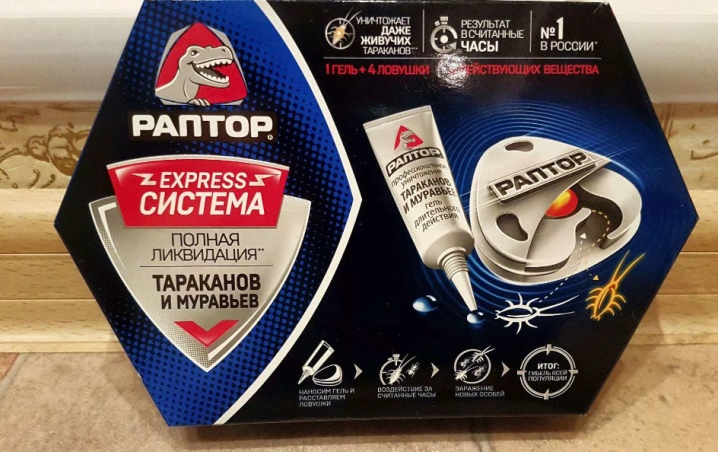 РАПТОР®
EXPRESS
СИСТЕМА
ПОЛНАЯ
ЛИКВИДАЦИЯ**
ТАРАКАНОВ
И МУРАВЬЕВ
УНИЧТОЖАЕТ
ДАЖЕ
ЖИВУЧИХ
ТАРАКАНОВ***
РЕЗУЛЬТАТ
В СЧИТАННЫЕ
ЧАСЫ
№1
В РОССИИ*
1 ГЕЛЬ + 4 ЛОВУШКИ ДЕЙСТВУЮЩИХ ВЕЩЕСТВА
РАПТОР
профессиональное
уничтожение
ТАРАКАНОВ
И МУРАВЬЕВ
гель
длительного
действия
РАПТОР
НАНОСИМ ГЕЛЬ И
РАССТАВЛЯЕМ
ЛОВУШКИ
ВОЗДЕЙСТВИЕ ЗА
СЧИТАННЫЕ ЧАСЫ
ЗАРАЖЕНИЕ
НОВЫХ ОСОБЕЙ
ИТОГ:
ГИБЕЛЬ ВСЕЙ
ПОПУЛЯЦИИ